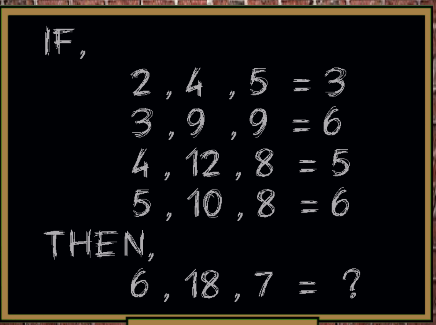 IF,
2 , 4 , 5 = 3
3 , 9 , 9 = 6
4 , 12 , 8 = 5
5 , 10 , 8 = 6
THEN,
6 , 18 , 7 = ?